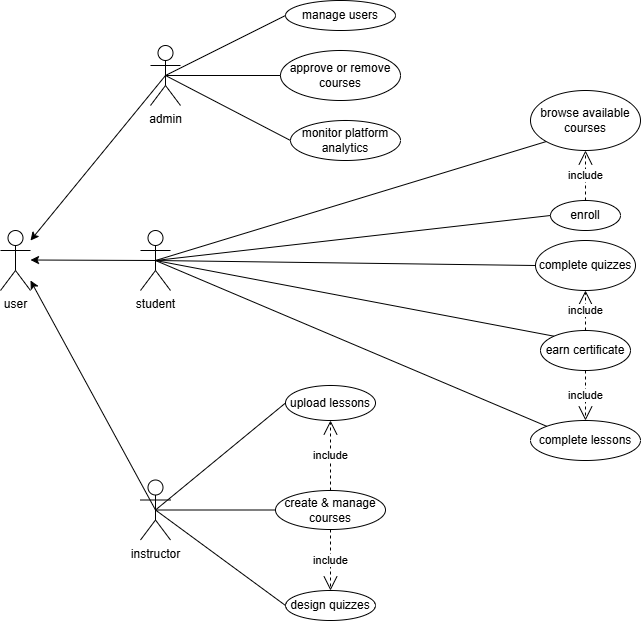 manage users
approve or remove
courses
admin
monitor platform
analytics
browse available
courses
include
enroll
user
student
complete quizzes
include
earn certificate
include
complete lessons
upload lessons
include
create & manage
courses
instructor
include
design quizzes